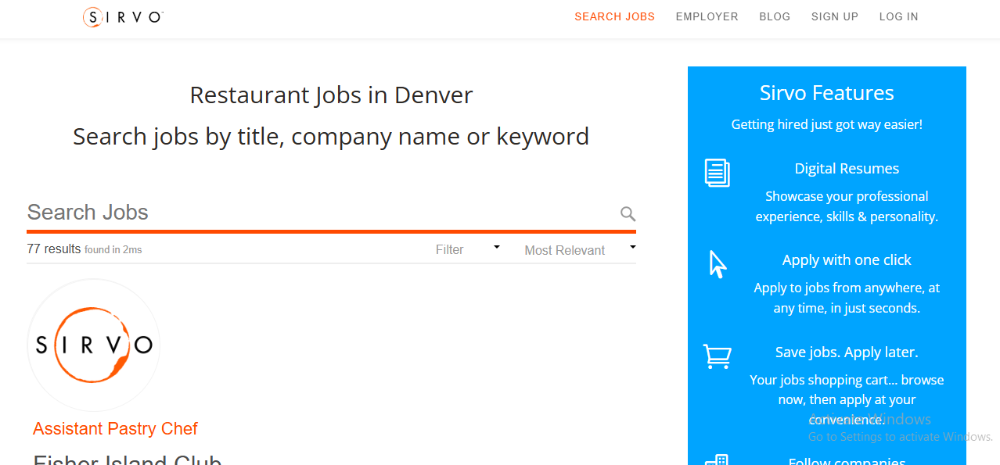 SIRVO
SEARCH JOBS EMPLOYER BLOG SIGN UP LOG IN
Restaurant Jobs in Denver
Search jobs by title, company name or keyword
Search Jobs
77 results found in 2ms
Filter
Most Relevant
SIRVO
Assistant Pastry Chef
Fisher Island Club
Sirvo Features
Getting hired just got way easier!
Digital Resumes
Showcase your professional
experience, skills & personality.
Apply with one click
Apply to jobs from anywhere, at
any time, in just seconds.
Save jobs. Apply later.
Your jobs shopping cart... browse
now, then apply at your
convenience.
Activate Windows
Go to Settings to activate Windows.
Follow companies